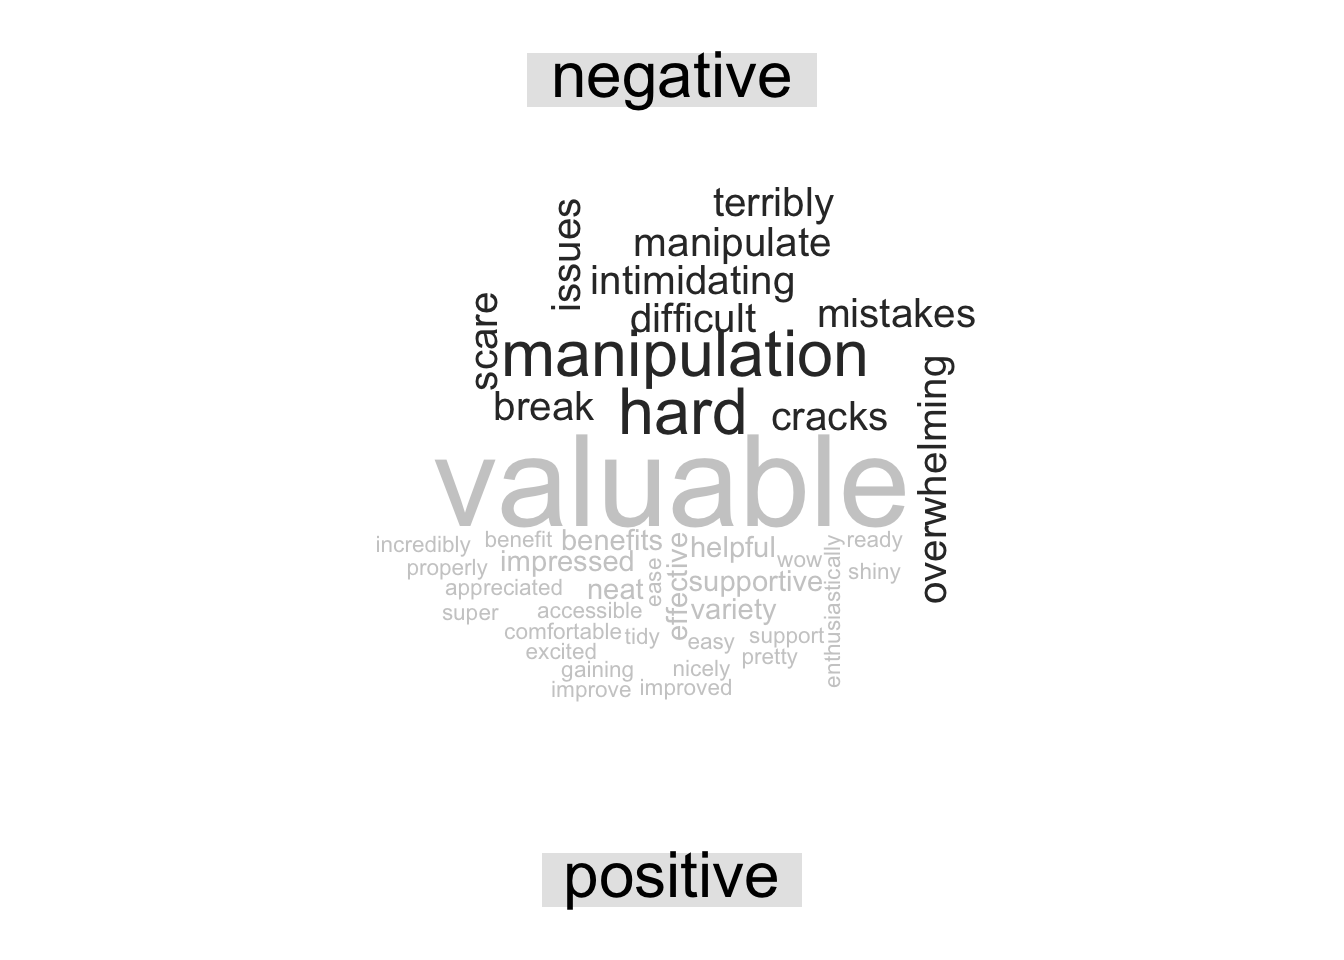 negative
terribly
issues
manipulate
intimidating
scare
difficult
mistakes
manipulation
break
hard
cracks
overwhelming
valuable
incredibly
benefit
benefits
effective
helpful
wow
enthusiastically
ready
properly
impressed
ease
shiny
appreciated
neat
supportive
super
accessible
variety
comfortable
tidy
easy
support
excited
pretty
gaining
nicely
improve
improved
positive